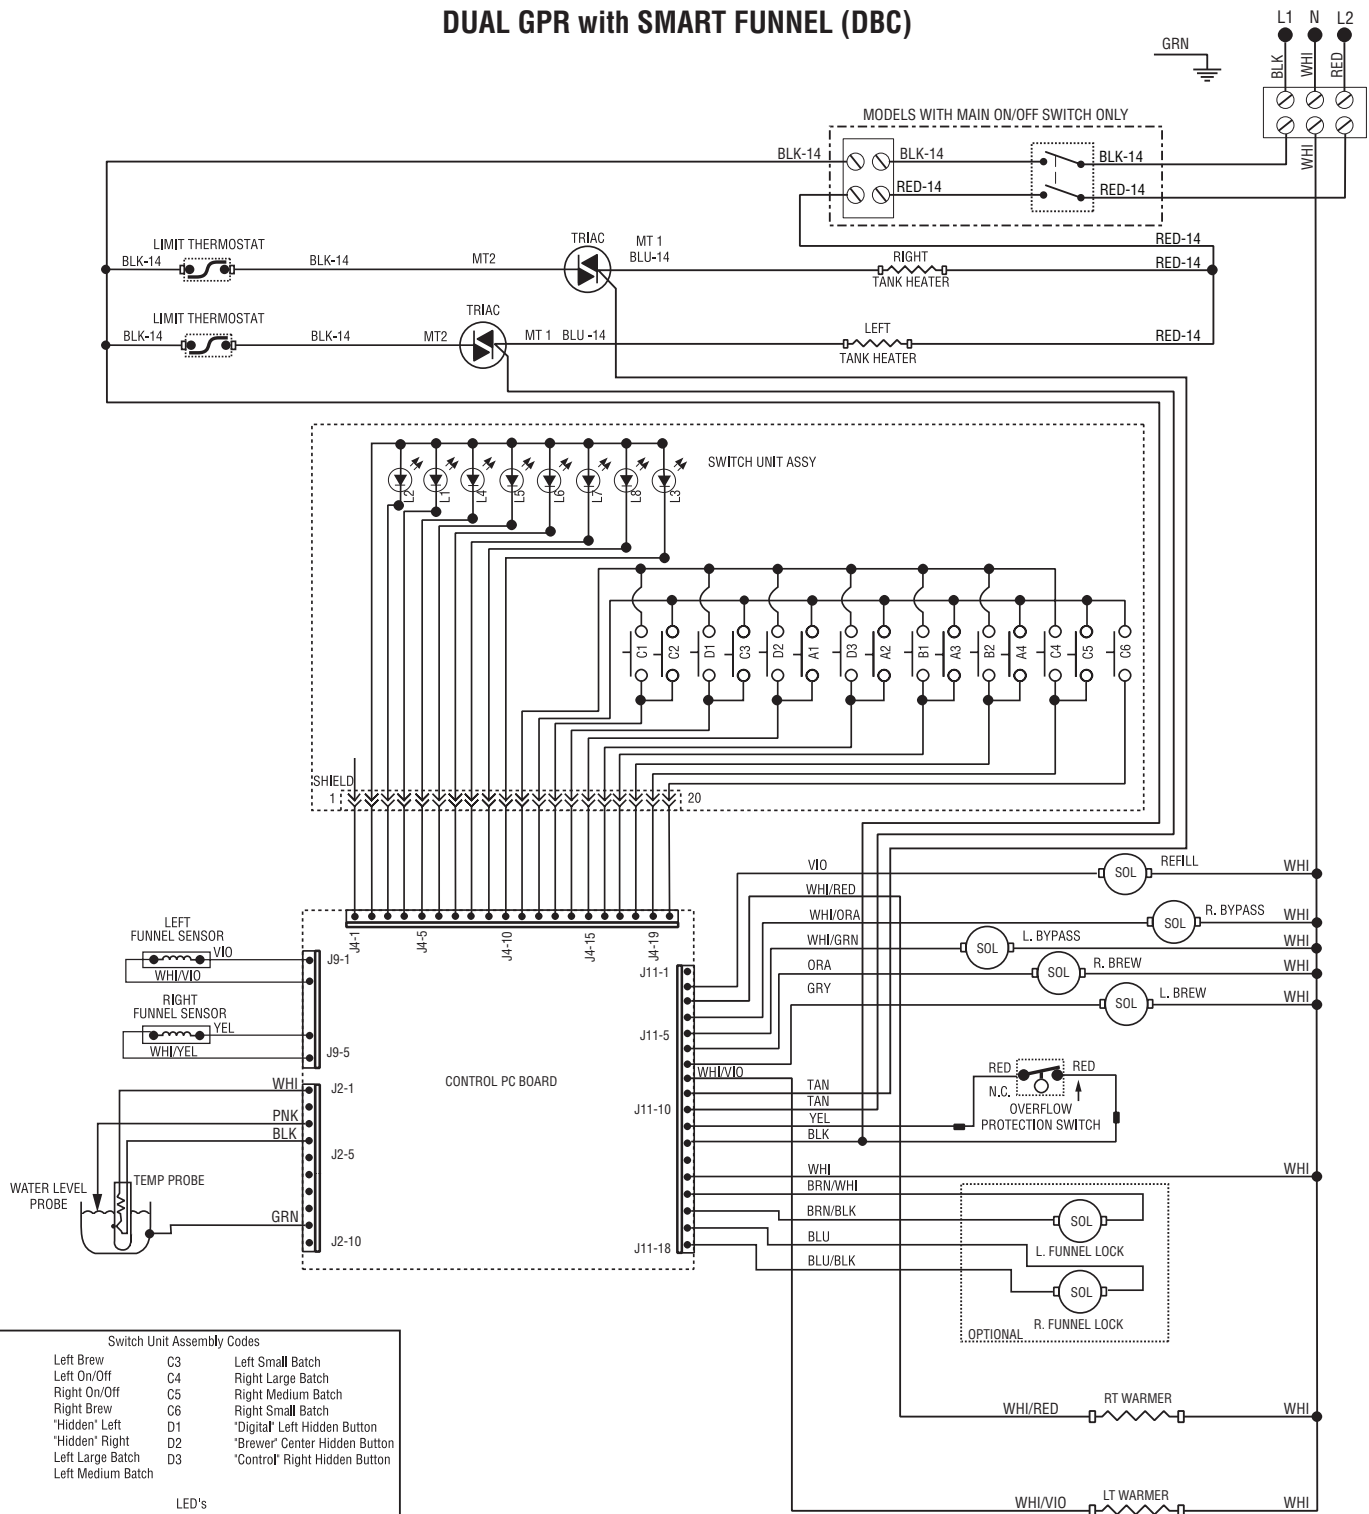 DUAL GPR with SMART FUNNEL (DBC)
L1 N L2
GRN
BLK WHI RED
MODELS WITH MAIN ON/OFF SWITCH ONLY
BLK-14 BLK-14 BLK-14
WHI
RED-14 RED-14
LIMIT THERMOSTAT TRIAC MT 1 RED-14
BLK-14 BLK-14 MT2 BLU-14 RIGHT RED-14
TANK HEATER
LIMIT THERMOSTAT TRIAC LEFT
BLK-14 BLK-14 MT2 MT 1 BLU -14 RED-14
TANK HEATER
SWITCH UNIT ASSY
L2 L1 L4 L5 L6 L7 L8 L3
C1 C2 D1 C3 D2 A1 D3 A2 B1 A3 B2 A4 C4 C5 C6
SHIELD
1 20
VIO SOL REFILL WHI
WHI/RED
WHI/ORA SOL R. BYPASS WHI
WHI/GRN SOL L. BYPASS WHI
ORA SOL R. BREW WHI
GRY SOL L. BREW WHI
J4-1 J4-5 J4-10 J4-15 J4-19
LEFT
FUNNEL SENSOR
VIO J9-1
WHI/VIO
RIGHT
FUNNEL SENSOR
YEL
WHI/YEL J9-5
J11-1
J11-5
CONTROL PC BOARD
WHI/VIO
RED RED
N.C.
OVERFLOW
PROTECTION SWITCH
TAN
J11-10 TAN
YEL
BLK
WHI J2-1
PNK
BLK
J2-5
WATER LEVEL
PROBE
TEMP PROBE
GRN
J2-10
WHI WHI
BRN/WHI
BRN/BLK SOL
L. FUNNEL LOCK
BLU
J11-18
BLU/BLK SOL
R. FUNNEL LOCK
OPTIONAL
WHI/RED RT WARMER
WHI
WHI/VIO LT WARMER WHI
Switch Unit Assembly Codes
Left Brew C3 Left Small Batch
Left On/Off C4 Right Large Batch
Right On/Off C5 Right Medium Batch
Right Brew C6 Right Small Batch
"Hidden" Left D1 "Digital" Left Hidden Button
"Hidden" Right D2 "Brewer" Center Hidden Button
Left Large Batch D3 "Control" Right Hidden Button
Left Medium Batch
LED's